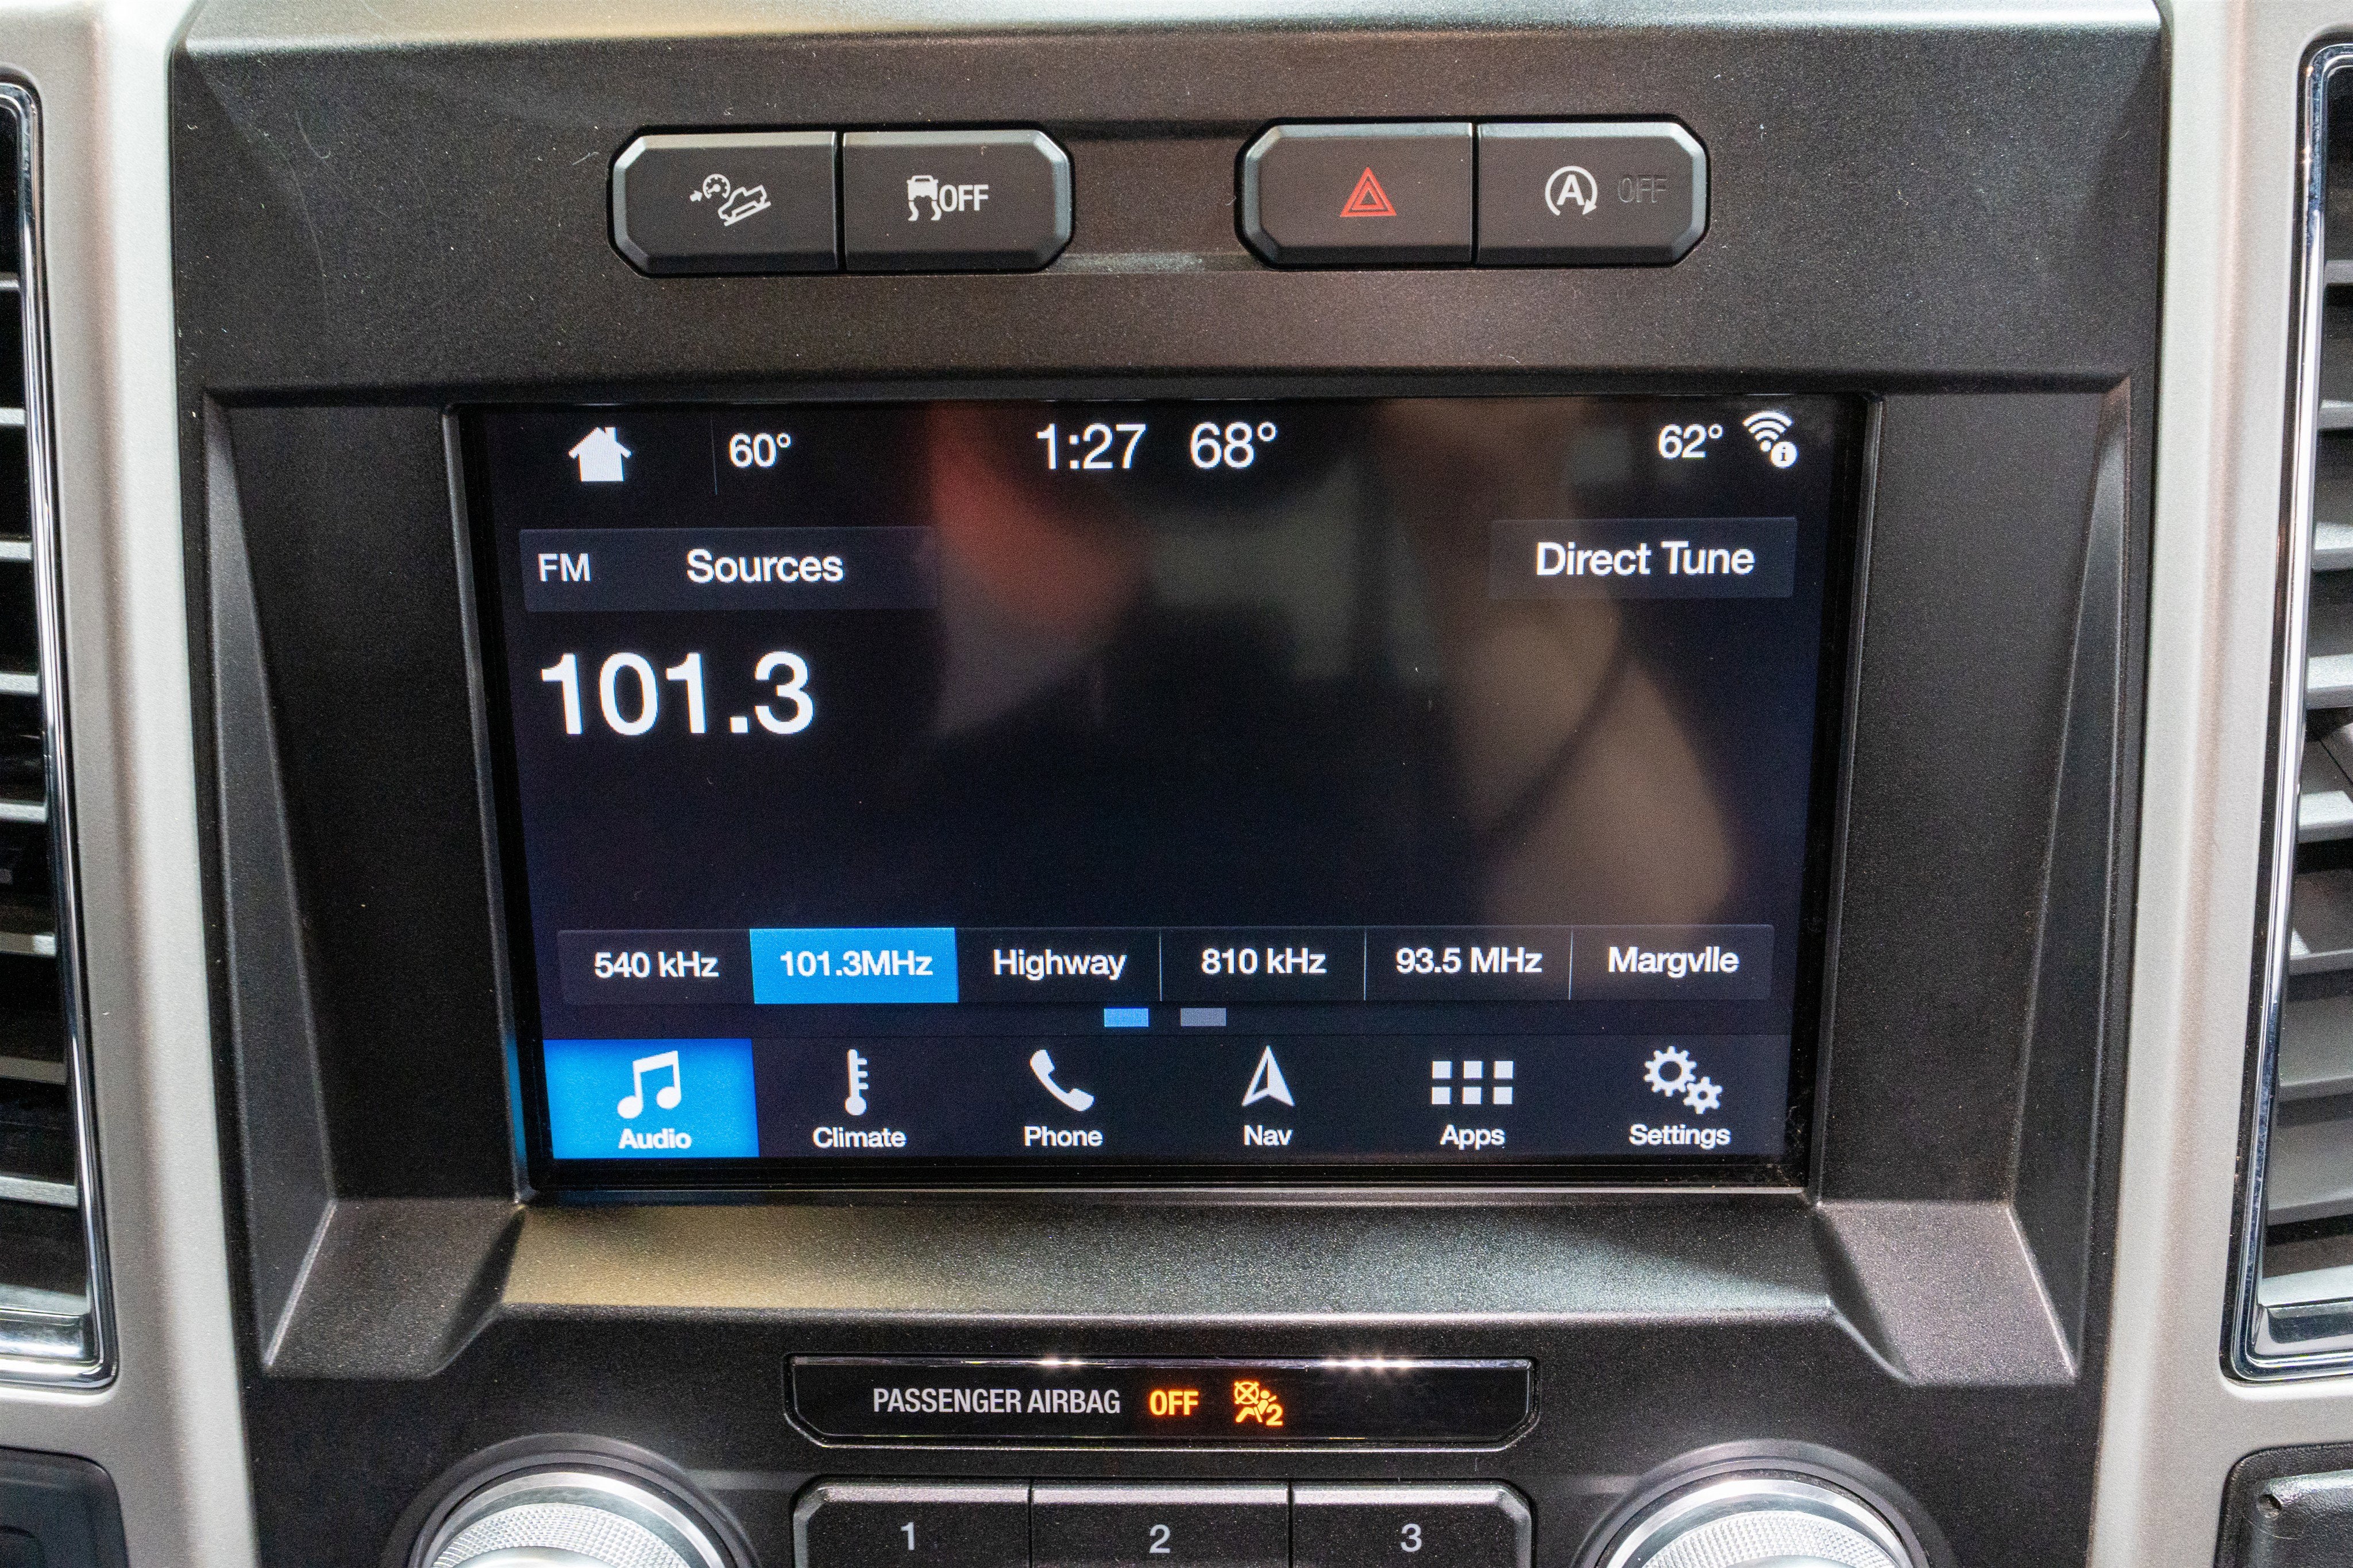 OFF
A OFF
60° 1:27 68° 62°
FM Sources Direct Tune
101.3
540 kHz 101.3MHz Highway 810 kHz 93.5 MHz Margvlle
Audio Climate Phone Nav Apps Settings
PASSENGER AIRBAG OFF 2
1 2 3